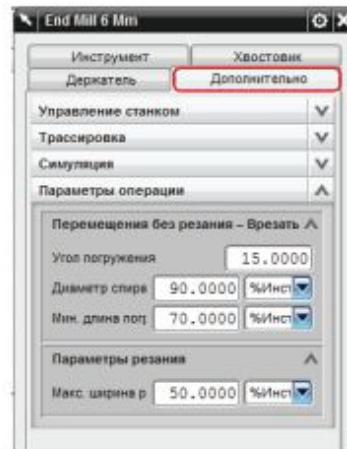 End Mill 6 Mm
Инструмент Хвостовик
Держатель Дополнительно
Управление станком
Трассировка
Симуляция
Параметры операции
Перемещения без резания – Врезать
Угол погружения 15.0000
Диаметр спира 90.0000 %Инст
Мин. длина пог 70.0000 %Инст
Параметры резания
Макс. ширина р 50.0000 %Инст